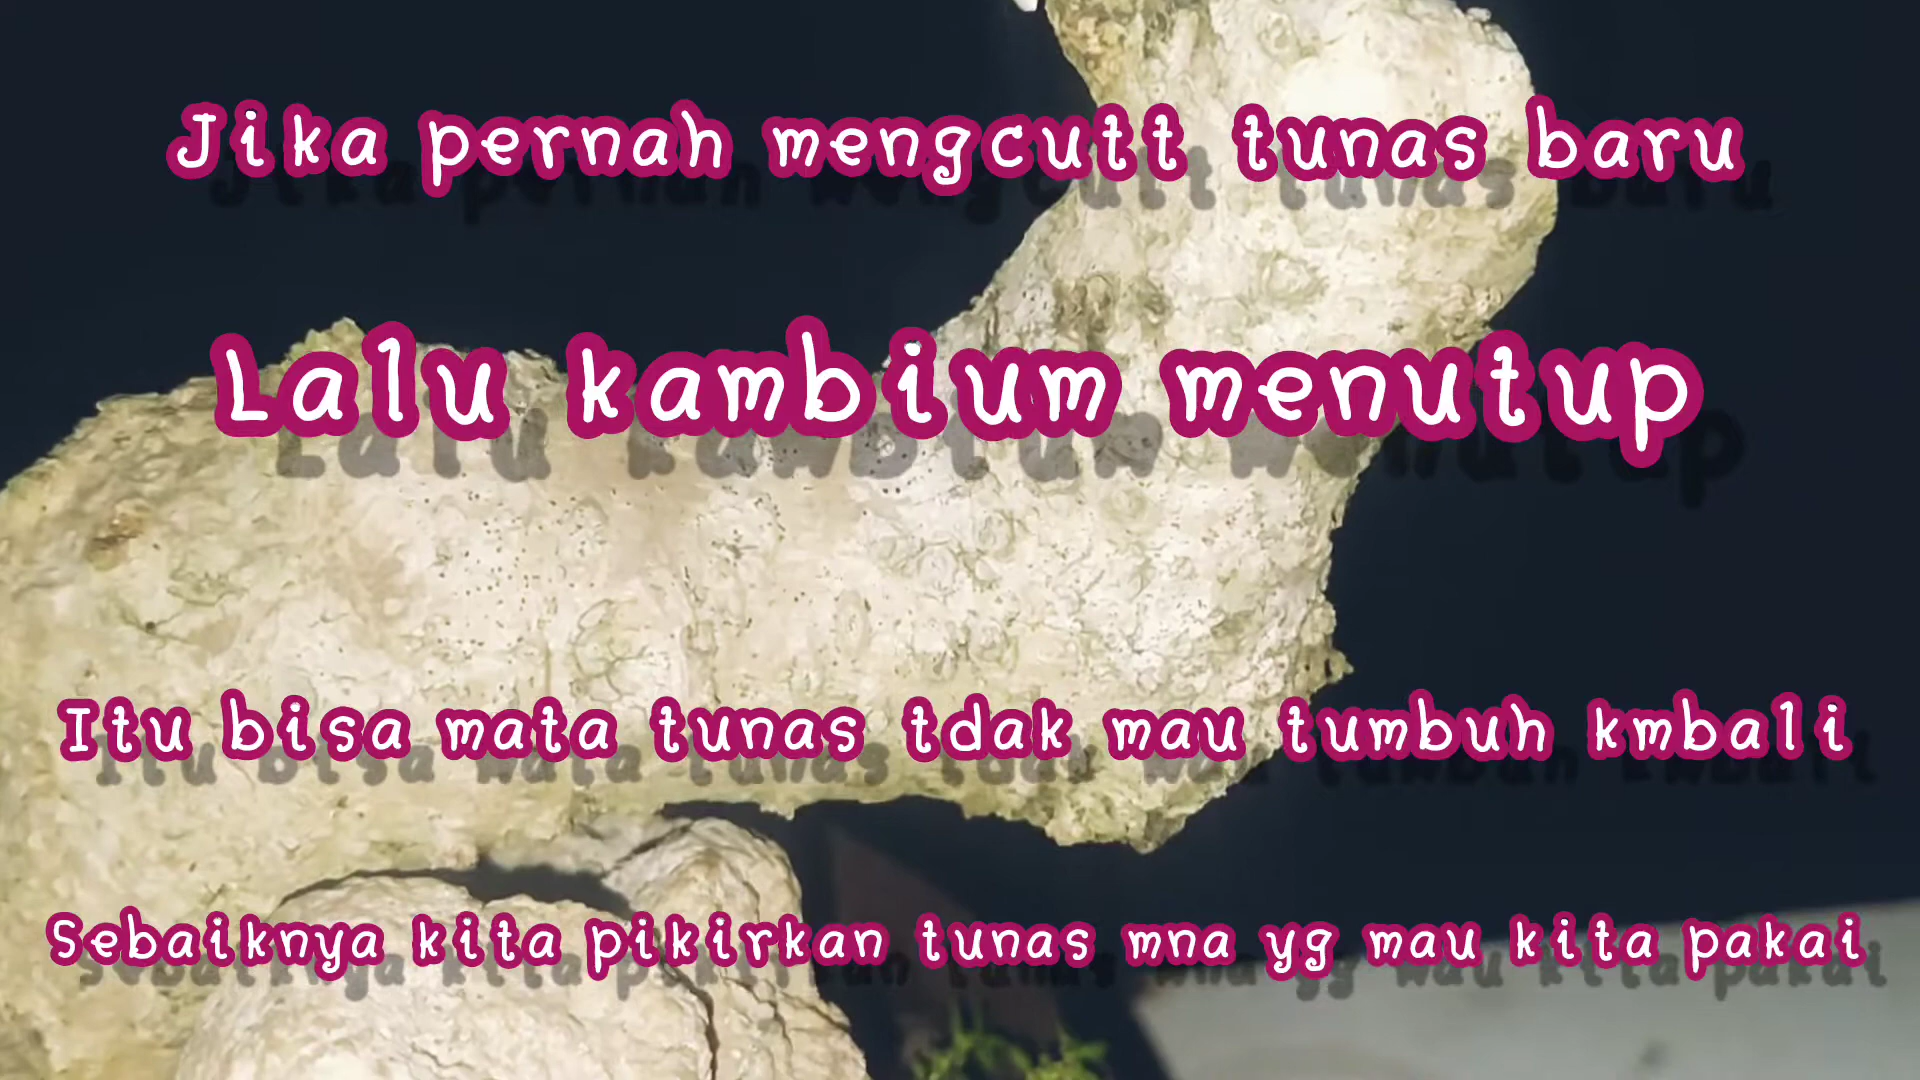 Jika pernah mengcutt tunas baru
Lalu kambium menutup
Itu bisa mata tunas tdak mau tumbuh kmbali
Sebaiknya kita pikirkan tunas mna yg mau kita pakai